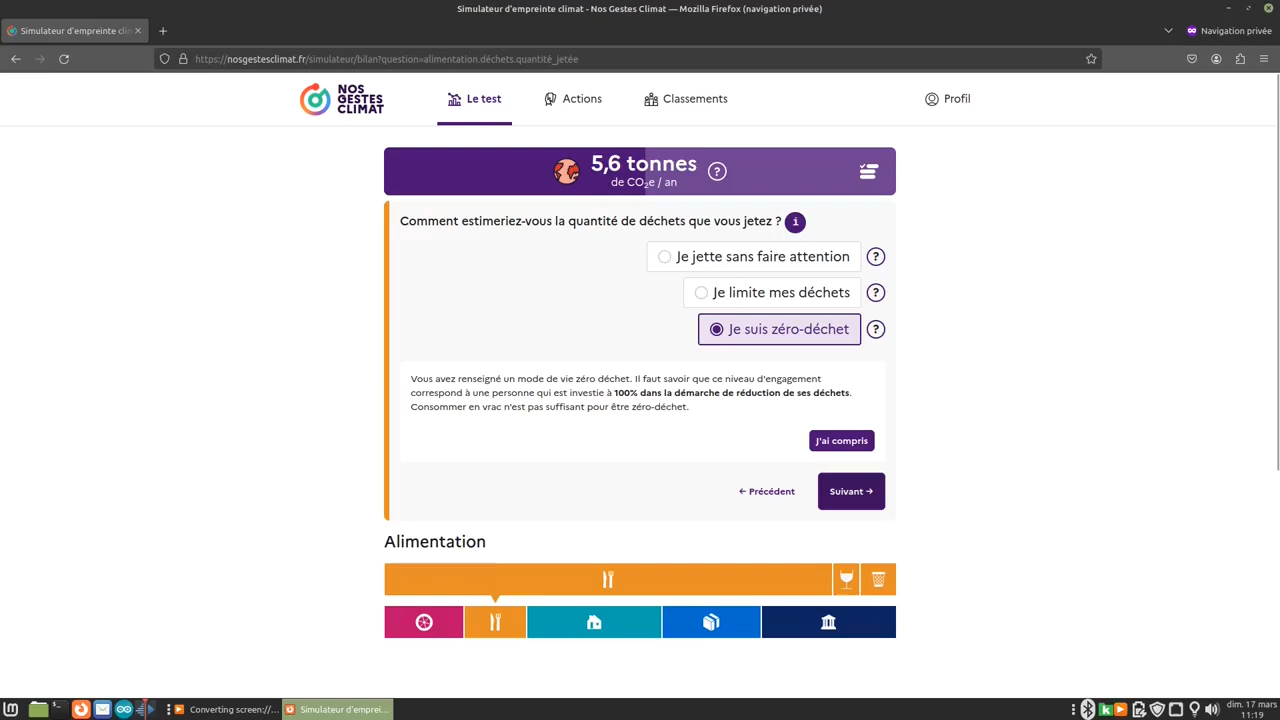 Simulateur d'empreinte climat - Nos Gestes Climat — Mozilla Firefox (navigation privée)
Simulateur d'empreinte clim
Navigation privée
https://nosgestesclimat.fr/simulateur/bilan?question=alimentation.déchets.quantité_jetée
NOS
GESTES
CLIMAT
Le test
Actions
Classements
Profil
5,6 tonnes
de CO₂e / an
?
Comment estimeriez-vous la quantité de déchets que vous jetez ? i
Je jette sans faire attention ?
Je limite mes déchets ?
Je suis zéro-déchet ?
Vous avez renseigné un mode de vie zéro déchet. Il faut savoir que ce niveau d'engagement
correspond à une personne qui est investie à 100% dans la démarche de réduction de ses déchets.
Consommer en vrac n'est pas suffisant pour être zéro-déchet.
J'ai compris
← Précédent
Suivant →
Alimentation
Converting screen://...
Simulateur d'emprei...
dim. 17 mars
11:19